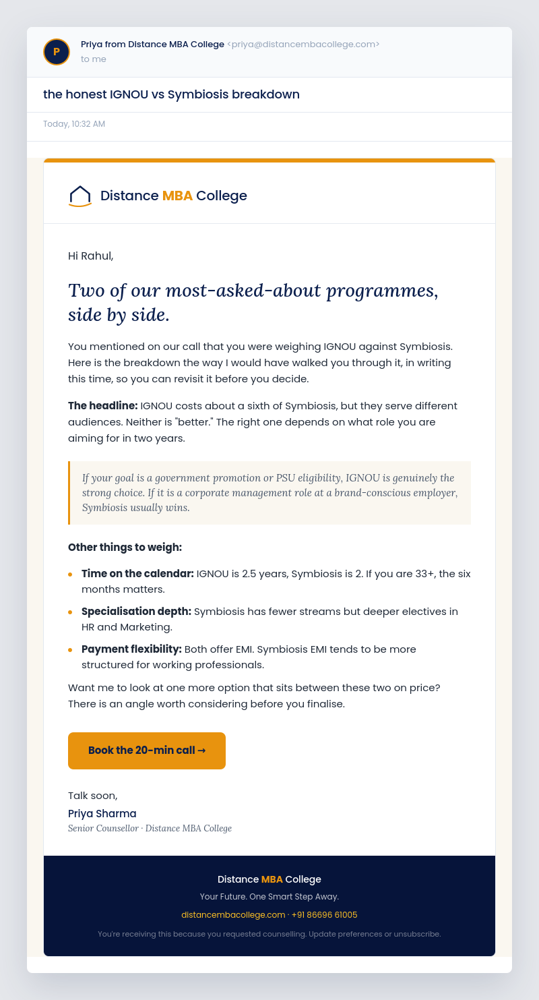 P
Priya from Distance MBA College <priya@distancembacollege.com>
to me
the honest IGNOU vs Symbiosis breakdown
Today, 10:32 AM
Distance MBA College
Hi Rahul,
Two of our most-asked-about programmes,
side by side.
You mentioned on our call that you were weighing IGNOU against Symbiosis.
Here is the breakdown the way I would have walked you through it, in writing
this time, so you can revisit it before you decide.
The headline: IGNOU costs about a sixth of Symbiosis, but they serve different
audiences. Neither is "better." The right one depends on what role you are
aiming for in two years.
If your goal is a government promotion or PSU eligibility, IGNOU is genuinely the
strong choice. If it is a corporate management role at a brand-conscious employer,
Symbiosis usually wins.
Other things to weigh:
Time on the calendar: IGNOU is 2.5 years, Symbiosis is 2. If you are 33+, the six
months matters.
Specialisation depth: Symbiosis has fewer streams but deeper electives in
HR and Marketing.
Payment flexibility: Both offer EMI. Symbiosis EMI tends to be more
structured for working professionals.
Want me to look at one more option that sits between these two on price?
There is an angle worth considering before you finalise.
Book the 20-min call →
Talk soon,
Priya Sharma
Senior Counsellor · Distance MBA College
Distance MBA College
Your Future. One Smart Step Away.
distancembacollege.com · +91 86696 61005
You're receiving this because you requested counselling. Update preferences or unsubscribe.